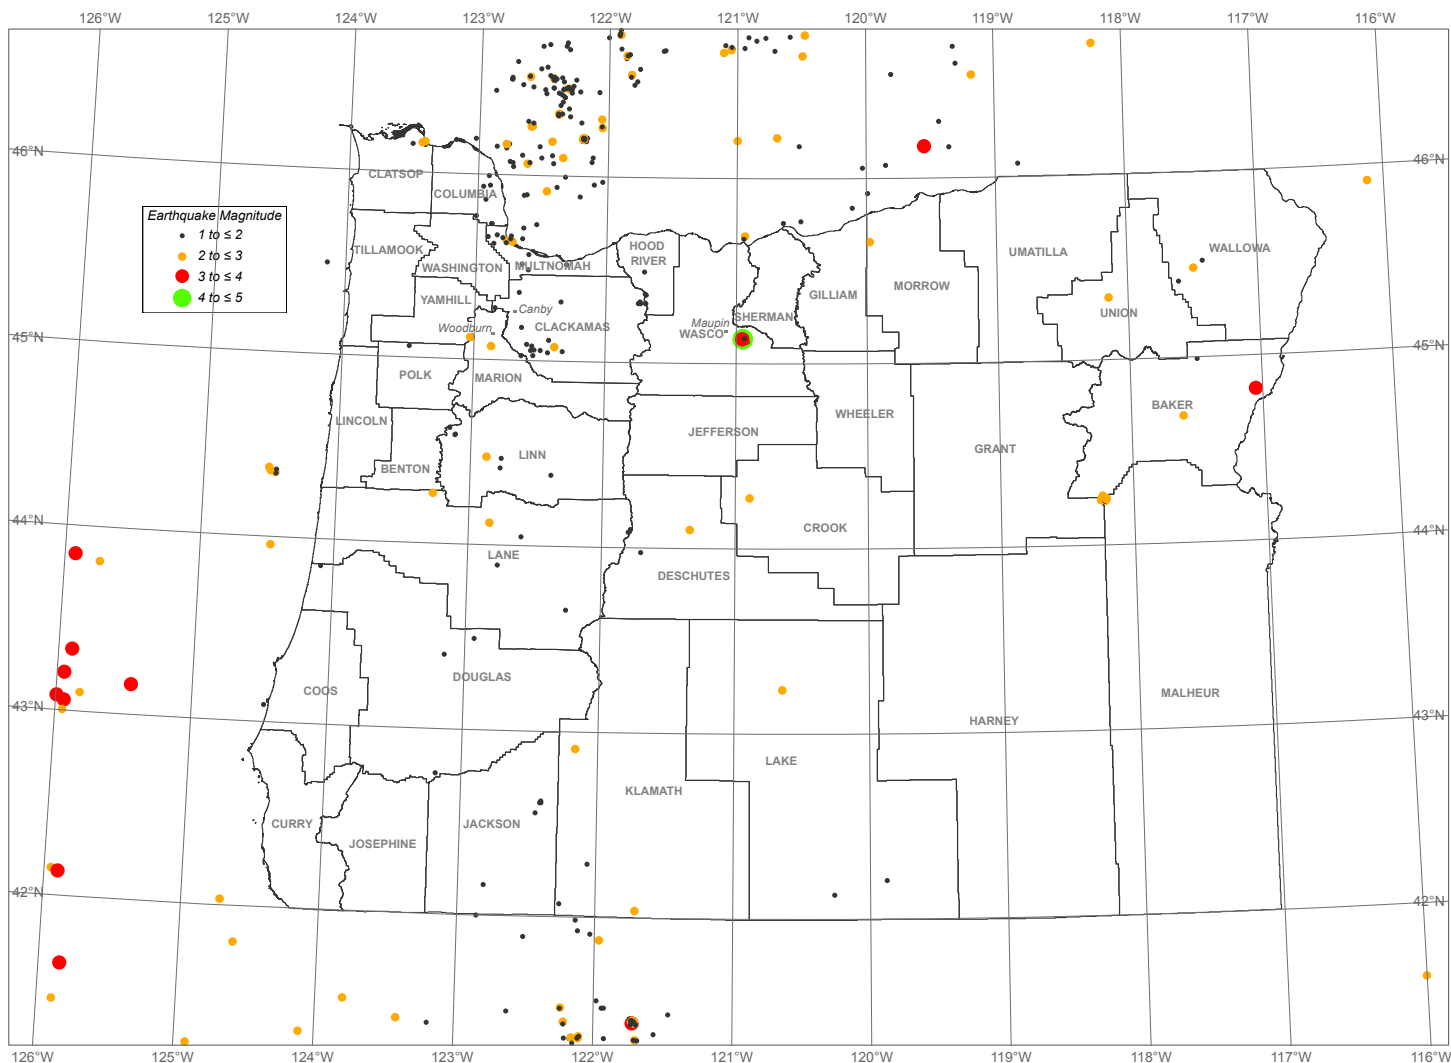 126°W 125°W 124°W 123°W 122°W 121°W 120°W 119°W 118°W 117°W 116°W
46°N 46°N
CLATSOP
COLUMBIA
Earthquake Magnitude
1 to ≤ 2
2 to ≤ 3
3 to ≤ 4
4 to ≤ 5
TILLAMOOK
WASHINGTON
MULTNOMAH
HOOD
RIVER
UMATILLA
WALLOWA
YAMHILL
Canby
GILLIAM
MORROW
UNION
Woodburn
CLACKAMAS
Maupin
WASCO
SHERMAN
45°N 45°N
POLK
MARION
BAKER
LINCOLN
WHEELER
JEFFERSON
GRANT
BENTON
LINN
44°N 44°N
CROOK
LANE
DESCHUTES
DOUGLAS
COOS
MALHEUR
43°N 43°N
HARNEY
LAKE
KLAMATH
CURRY
JACKSON
JOSEPHINE
42°N 42°N
126°W 125°W 124°W 123°W 122°W 121°W 120°W 119°W 118°W 117°W 116°W